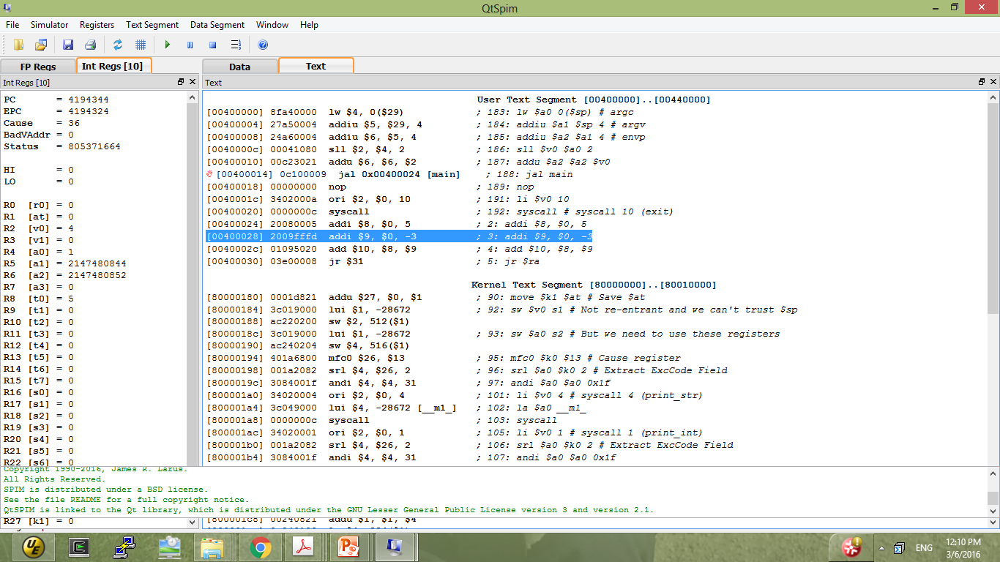 QtSpim
File Simulator Registers Text Segment Data Segment Window Help
FP Regs Int Regs [10] Data Text
Int Regs [10]
PC = 4194344
EPC = 4194324
Cause = 36
BadVAddr = 0
Status = 805371664
HI = 0
LO = 0
R0 [r0] = 0
R1 [at] = 0
R2 [v0] = 4
R3 [v1] = 0
R4 [a0] = 1
R5 [a1] = 2147480844
R6 [a2] = 2147480852
R7 [a3] = 0
R8 [t0] = 5
R9 [t1] = 0
R10 [t2] = 0
R11 [t3] = 0
R12 [t4] = 0
R13 [t5] = 0
R14 [t6] = 0
R15 [t7] = 0
R16 [s0] = 0
R17 [s1] = 0
R18 [s2] = 0
R19 [s3] = 0
R20 [s4] = 0
R21 [s5] = 0
R22 [s6] = 0
Text
User Text Segment [00400000]..[00440000]
[00400000] 8fa40000 lw $4, 0($29) ; 183: lw $a0 0($sp) # argc
[00400004] 27a50004 addiu $5, $29, 4 ; 184: addiu $a1 $sp 4 # argv
[00400008] 24a60004 addiu $6, $5, 4 ; 185: addiu $a2 $a1 4 # envp
[0040000c] 00041080 sll $2, $4, 2 ; 186: sll $v0 $a0 2
[00400010] 00c23021 addu $6, $6, $2 ; 187: addu $a2 $a2 $v0
[00400014] 0c100009 jal 0x00400024 [main] ; 188: jal main
[00400018] 00000000 nop ; 189: nop
[0040001c] 3402000a ori $2, $0, 10 ; 191: li $v0 10
[00400020] 0000000c syscall ; 192: syscall # syscall 10 (exit)
[00400024] 20080005 addi $8, $0, 5 ; 2: addi $8, $0, 5
[00400028] 2009fffd addi $9, $0, -3 ; 3: addi $9, $0, -3
[0040002c] 01095020 add $10, $8, $9 ; 4: add $10, $8, $9
[00400030] 03e00008 jr $31 ; 5: jr $ra
Kernel Text Segment [80000000]..[80010000]
[80000180] 0001d821 addu $27, $0, $1 ; 90: move $k1 $at # Save $at
[80000184] 3c019000 lui $1, -28672 ; 92: sw $v0 s1 # Not re-entrant and we can't trust $sp
[80000188] ac220200 sw $2, 512($1)
[8000018c] 3c019000 lui $1, -28672 ; 93: sw $a0 s2 # But we need to use these registers
[80000190] ac240204 sw $4, 516($1)
[80000194] 401a6800 mfc0 $26, $13 ; 95: mfc0 $k0 $13 # Cause register
[80000198] 001a2082 srl $4, $26, 2 ; 96: srl $a0 $k0 2 # Extract ExcCode Field
[8000019c] 3084001f andi $4, $4, 31 ; 97: andi $a0 $a0 0x1f
[800001a0] 34020004 ori $2, $0, 4 ; 101: li $v0 4 # syscall 4 (print_str)
[800001a4] 3c049000 lui $4, -28672 [__m1_] ; 102: la $a0 __m1_
[800001a8] 0000000c syscall ; 103: syscall
[800001ac] 34020001 ori $2, $0, 1 ; 105: li $v0 1 # syscall 1 (print_int)
[800001b0] 001a2082 srl $4, $26, 2 ; 106: srl $a0 $k0 2 # Extract ExcCode Field
[800001b4] 3084001f andi $4, $4, 31 ; 107: andi $a0 $a0 0x1f
Copyright 1990-2016, James R. Larus.
All Rights Reserved.
SPIM is distributed under a BSD license.
See the file README for a full copyright notice.
QtSPIM is linked to the Qt library, which is distributed under the GNU Lesser General Public License version 3 and version 2.1.
R27 [k1] = 0
[800001c8] 00240821 addu $1, $1, $4
ENG
12:10 PM
3/6/2016